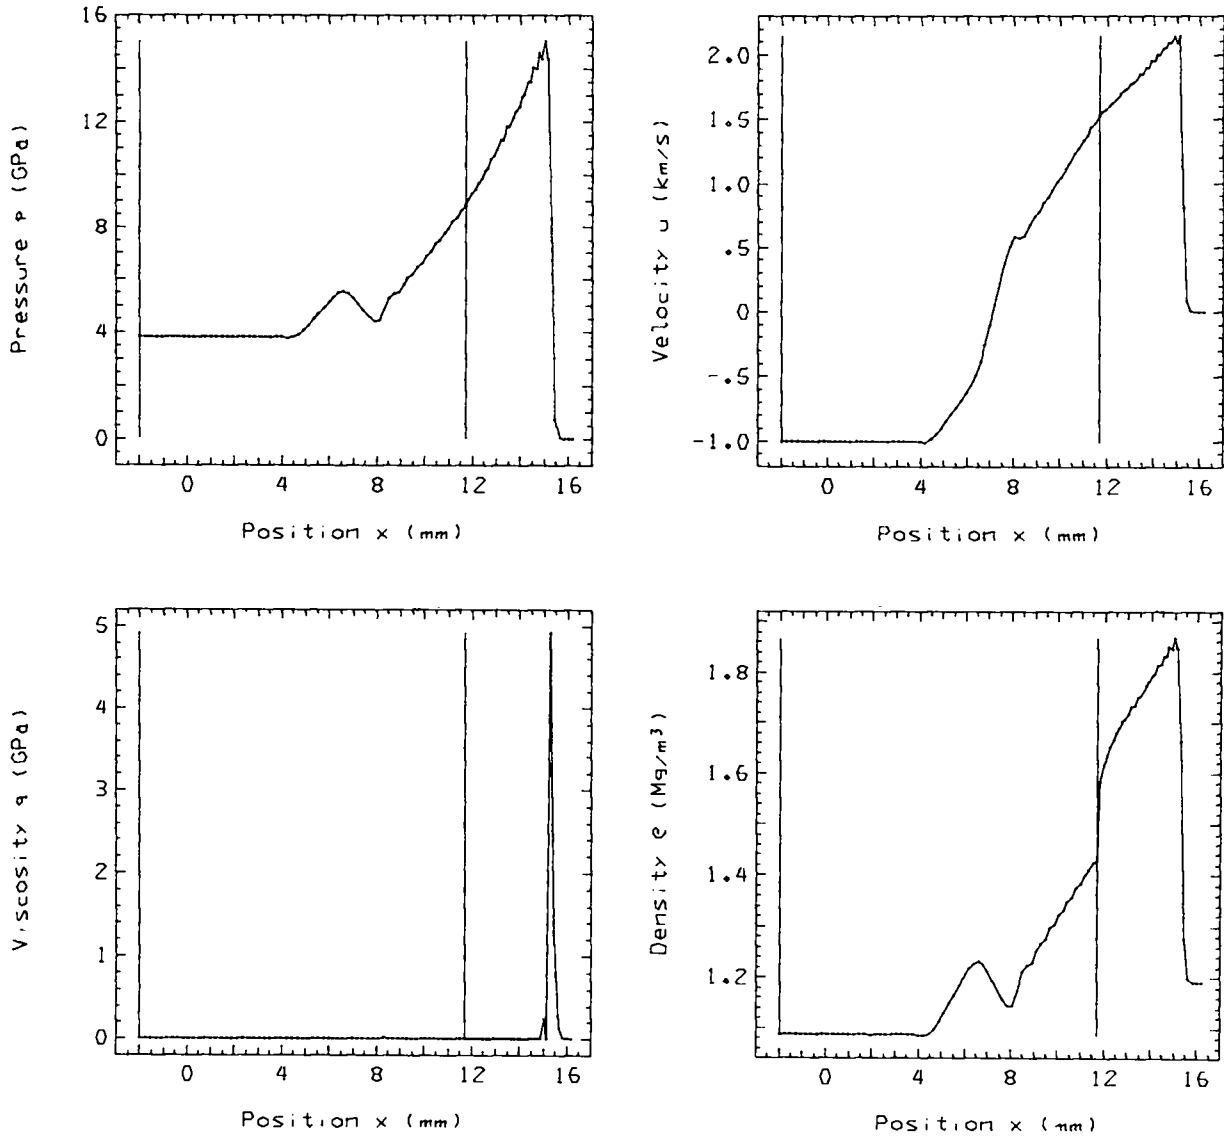 16
12
8
4
0
Pressure p (GPa)
0 4 8 12 16
Position x (mm)
2.0
1.5
1.0
.5
0
-.5
-1.0
Velocity u (km/s)
0 4 8 12 16
Position x (mm)
5
4
3
2
1
0
Viscosity q (GPa)
0 4 8 12 16
Position x (mm)
1.8
1.6
1.4
1.2
Density ρ (Mg/m³)
0 4 8 12 16
Position x (mm)